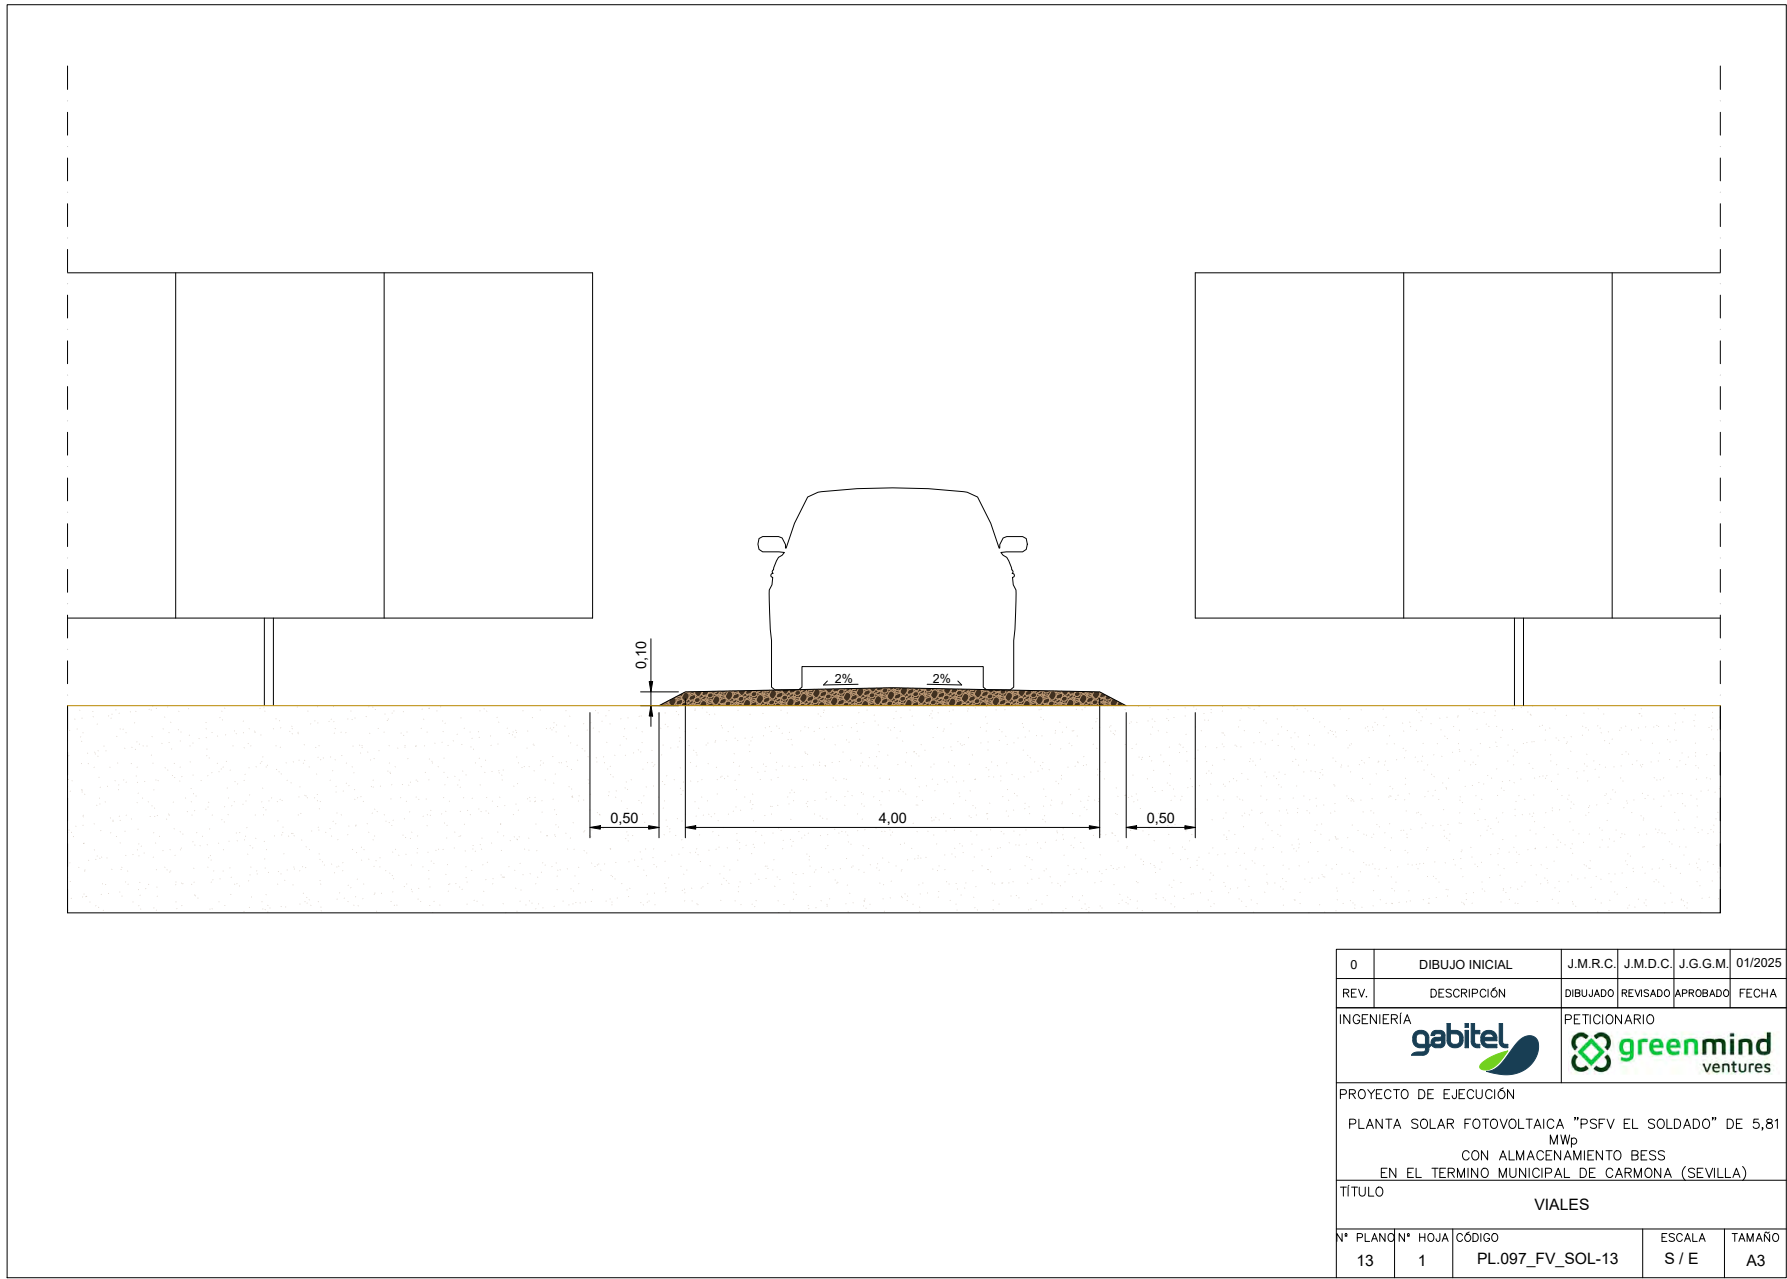 0,10
2% 2%
0,50 4,00 0,50
0 DIBUJO INICIAL J.M.R.C. J.M.D.C. J.G.G.M. 01/2025
REV. DESCRIPCIÓN DIBUJADO REVISADO APROBADO FECHA
INGENIERÍA PETICIONARIO
gabitel greenmind
ventures
PROYECTO DE EJECUCIÓN
PLANTA SOLAR FOTOVOLTAICA "PSFV EL SOLDADO" DE 5,81
MWp
CON ALMACENAMIENTO BESS
EN EL TERMINO MUNICIPAL DE CARMONA (SEVILLA)
TÍTULO
VIALES
Nº PLANO Nº HOJA CÓDIGO ESCALA TAMAÑO
13 1 PL.097_FV_SOL-13 S / E A3